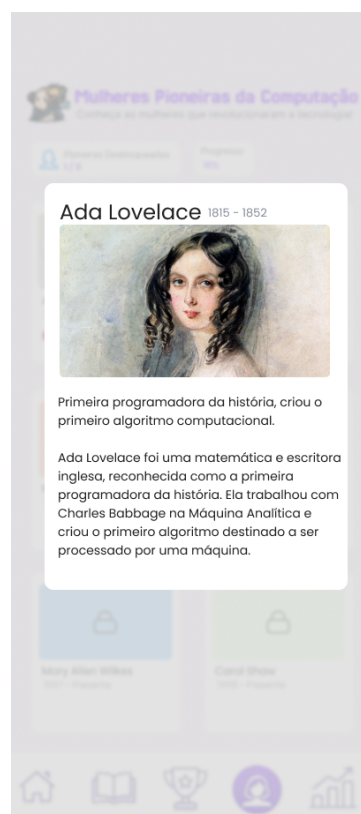 Mulheres Pioneiras da Computação
Conheça as mulheres que revolucionaram a tecnologia!
Progresso
Ada Lovelace 1815 - 1852
Primeira programadora da história, criou o
primeiro algoritmo computacional.
Ada Lovelace foi uma matemática e escritora
inglesa, reconhecida como a primeira
programadora da história. Ela trabalhou com
Charles Babbage na Máquina Analítica e
criou o primeiro algoritmo destinado a ser
processado por uma máquina.
Mary Allen Wilkes
Carol Shaw